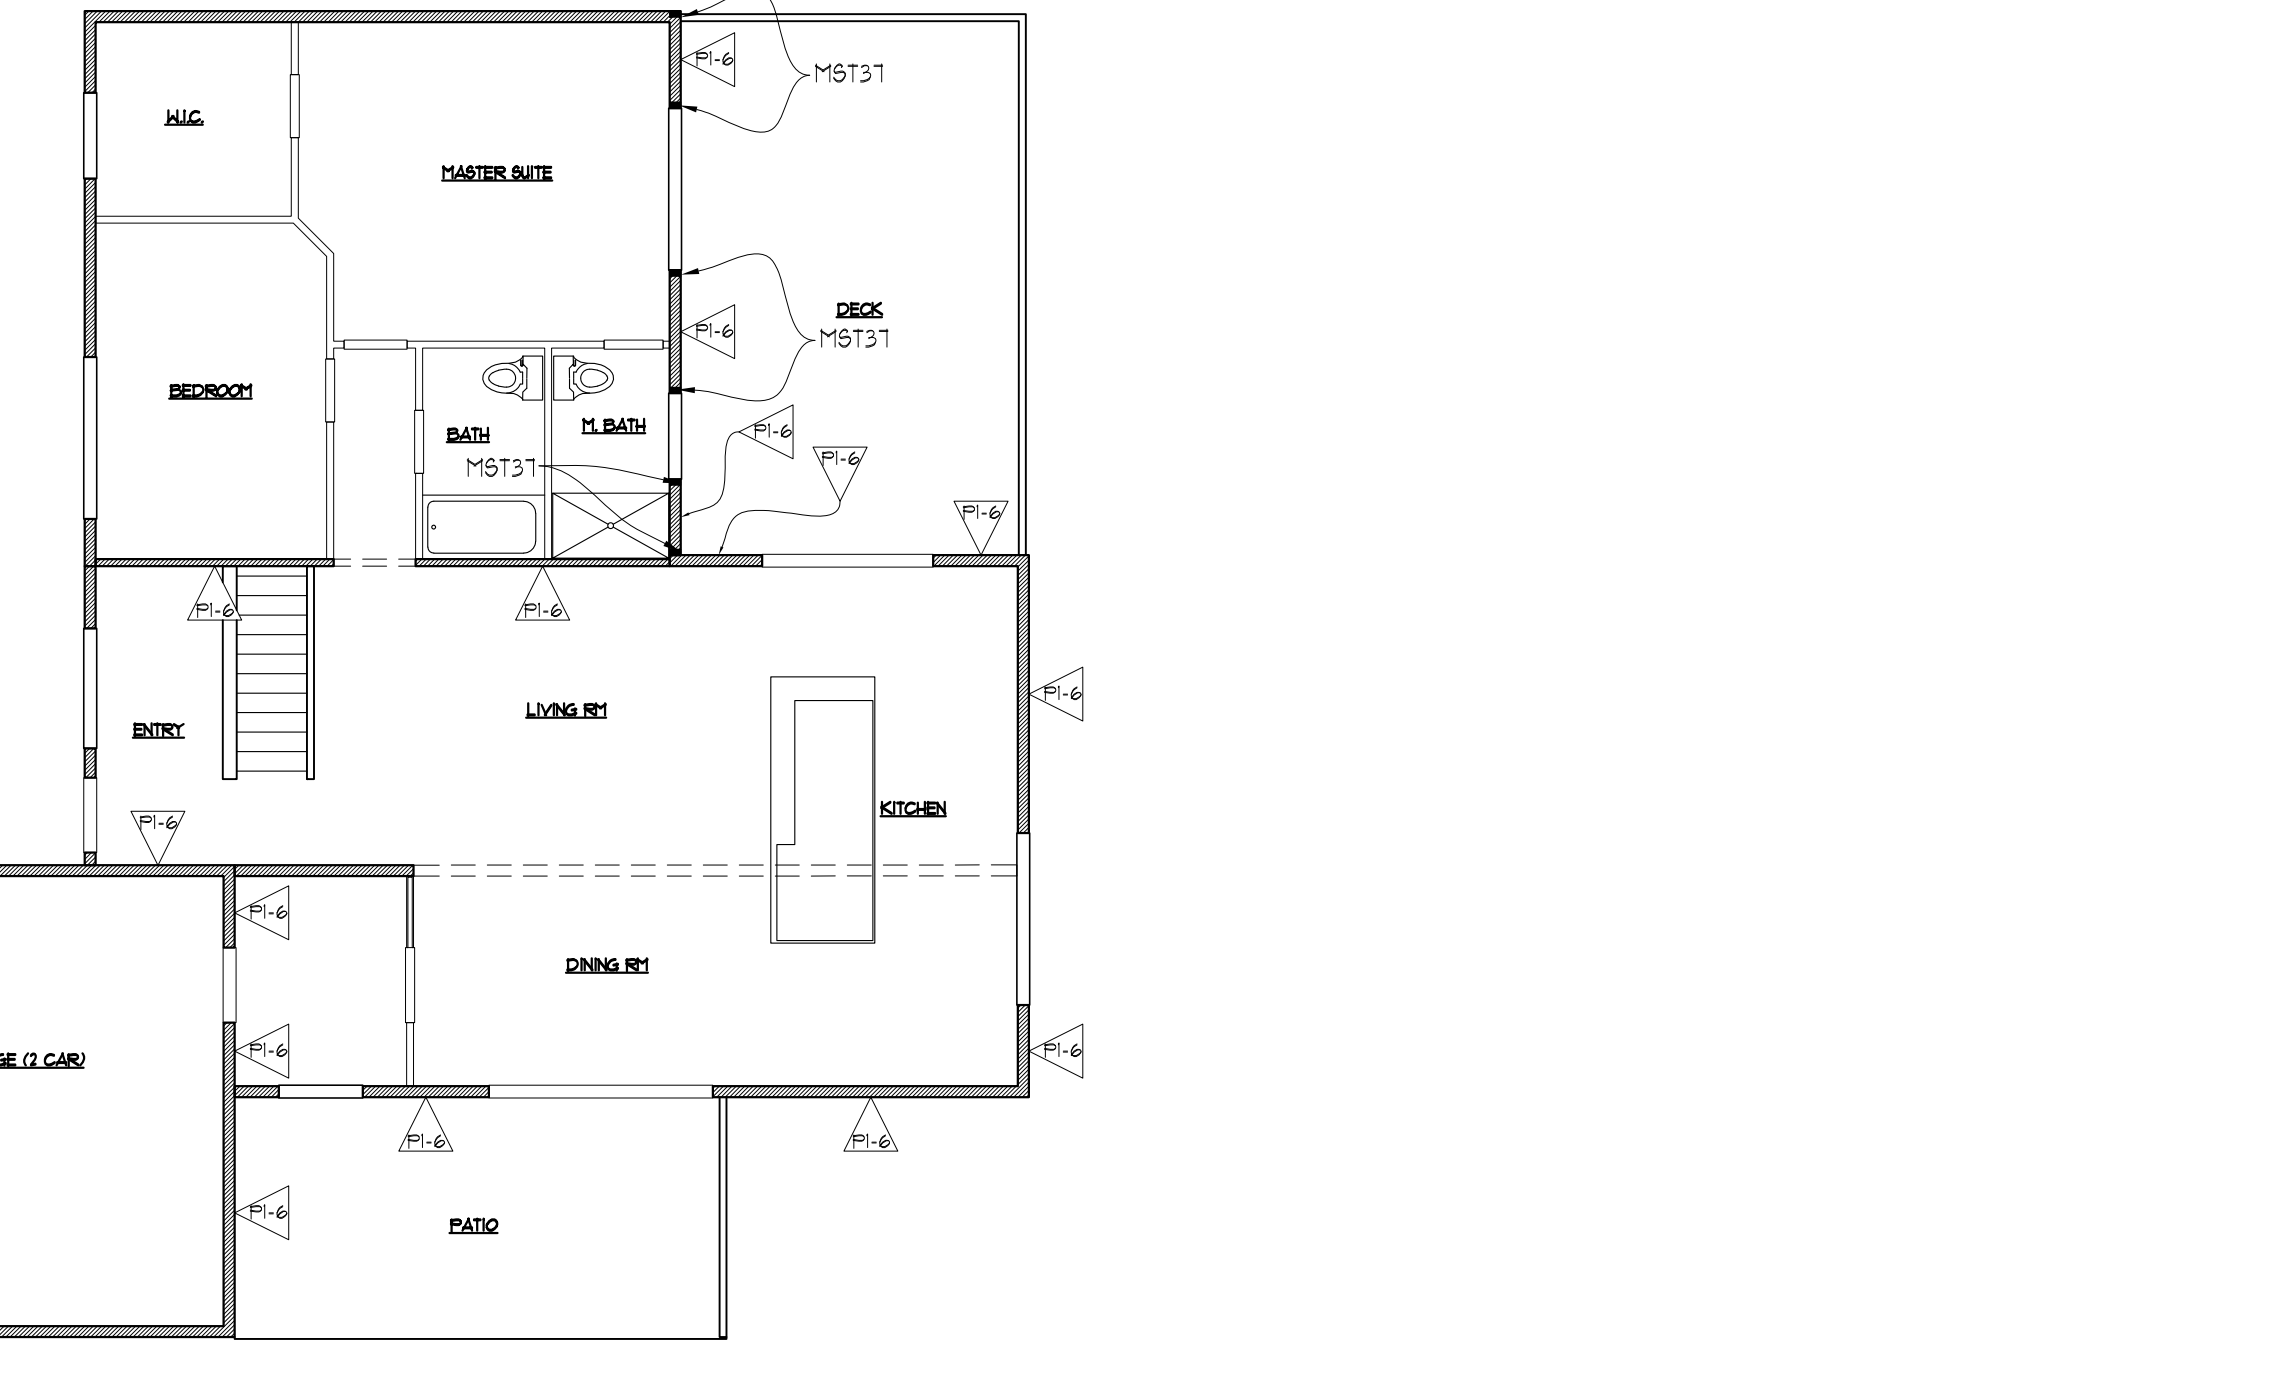 P1-6
MST37
W.I.C.
MASTER SUITE
DECK
P1-6
MST37
BEDROOM
M. BATH
BATH
P1-6
P1-6
MST37
P1-6
P1-6
P1-6
P1-6
LIVING RM
ENTRY
KITCHEN
P1-6
P1-6
DINING RM
GE (2 CAR)
P1-6
P1-6
P1-6
P1-6
P1-6
PATIO